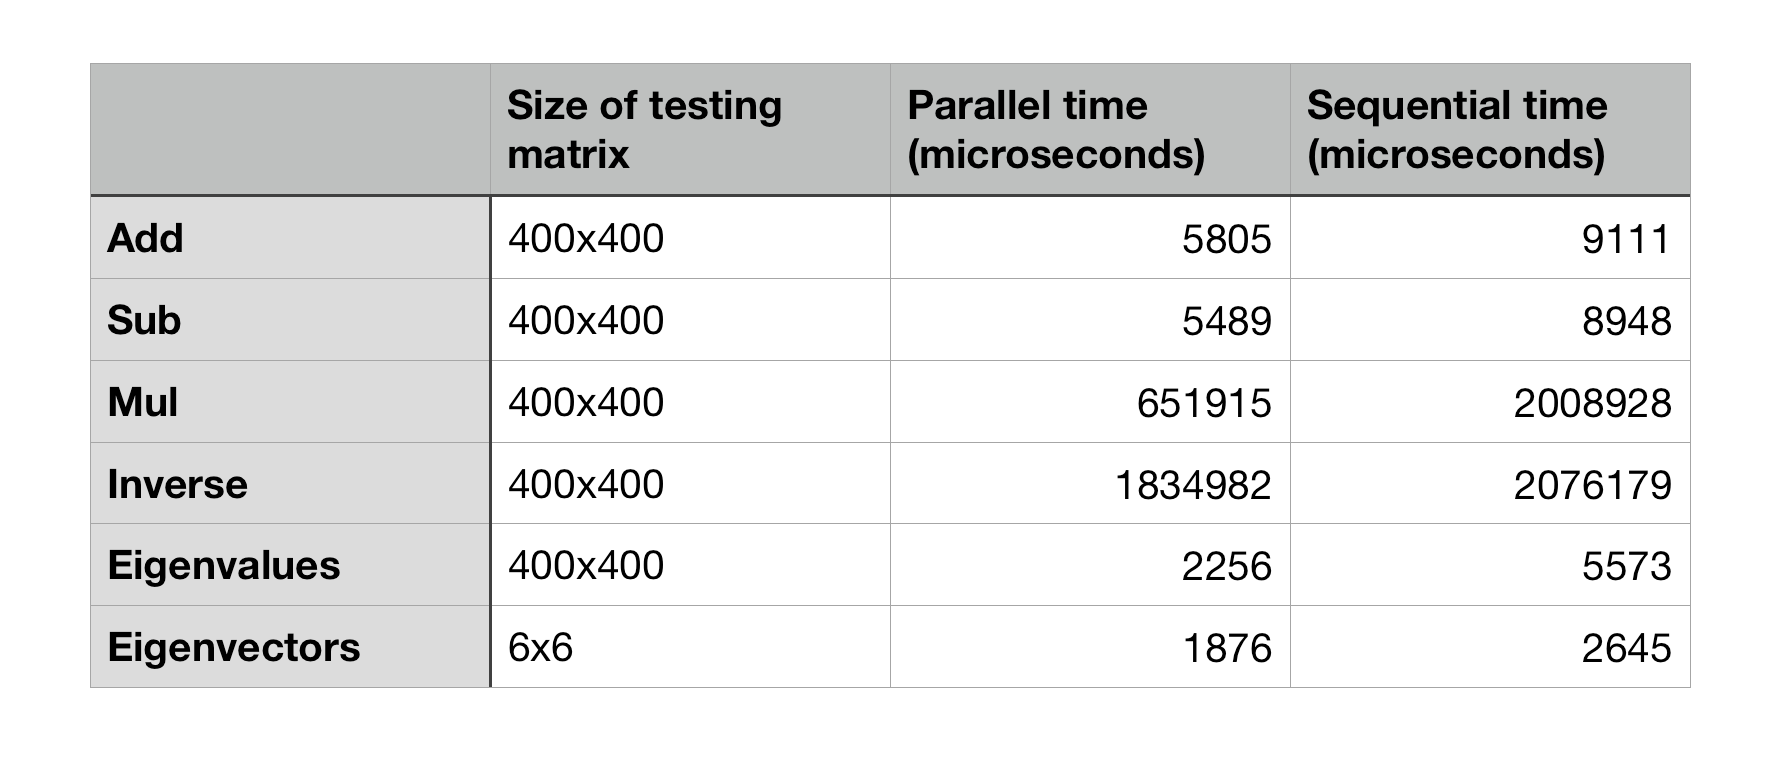 Size of testing matrix
Parallel time (microseconds)
Sequential time (microseconds)
Add 400x400 5805 9111
Sub 400x400 5489 8948
Mul 400x400 651915 2008928
Inverse 400x400 1834982 2076179
Eigenvalues 400x400 2256 5573
Eigenvectors 6x6 1876 2645